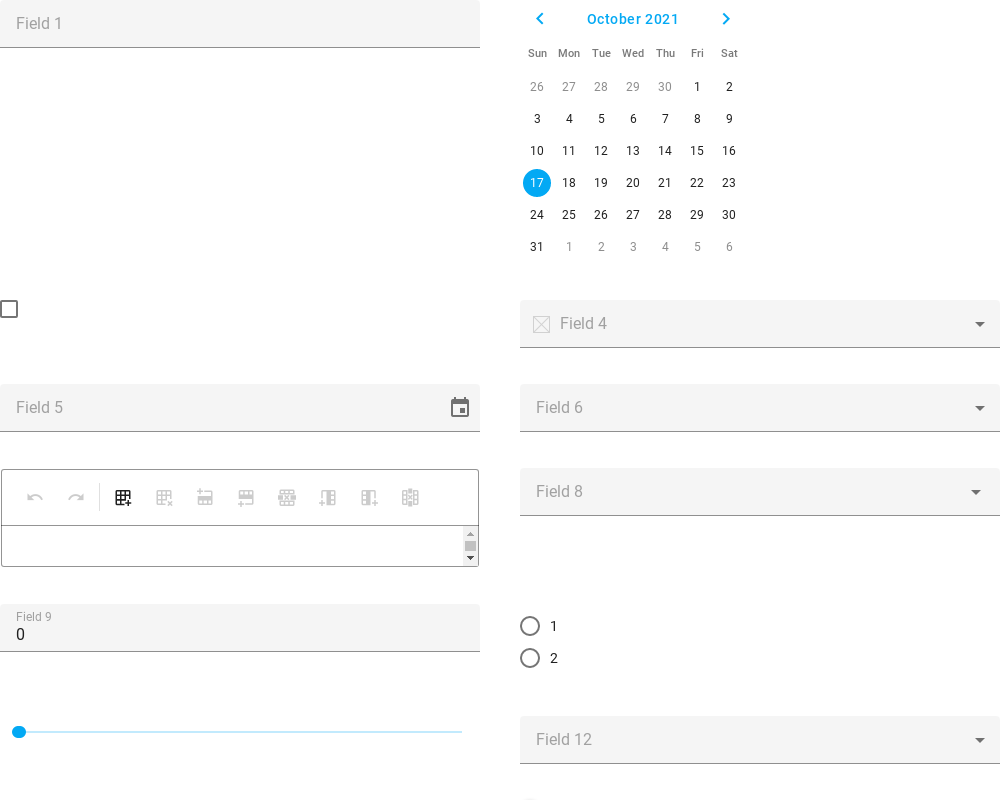 Field 1
October 2021
Sun Mon Tue Wed Thu Fri Sat
26 27 28 29 30 1 2
3 4 5 6 7 8 9
10 11 12 13 14 15 16
17 18 19 20 21 22 23
24 25 26 27 28 29 30
31 1 2 3 4 5 6
Field 4
Field 5
Field 6
Field 8
Field 9
0
1
2
Field 12